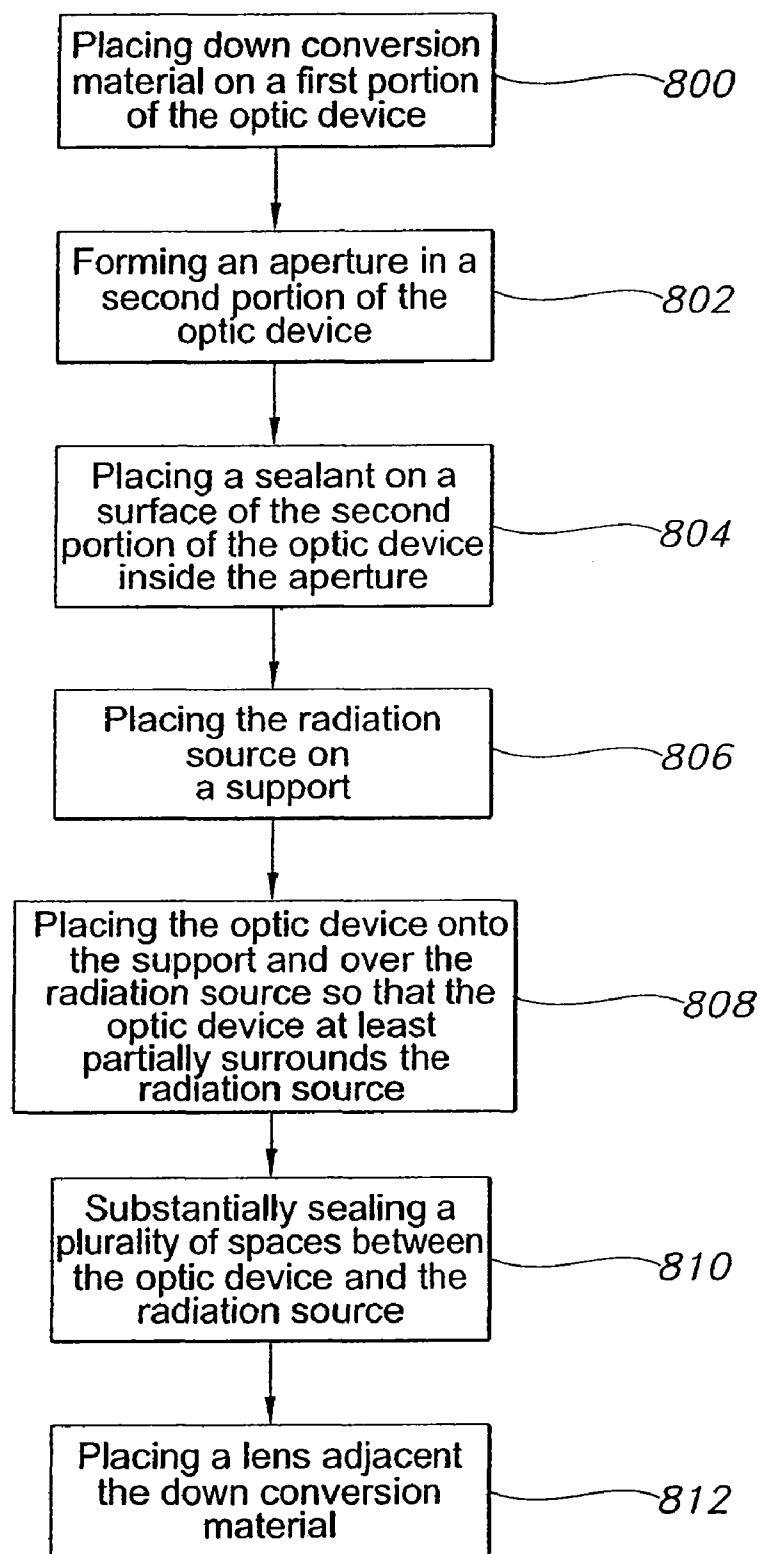 Placing down conversion
material on a first portion
of the optic device
800
Forming an aperture in a
second portion of the
optic device
802
Placing a sealant on a
surface of the second
portion of the optic device
inside the aperture
804
Placing the radiation
source on
a support
806
Placing the optic device onto
the support and over the
radiation source so that the
optic device at least
partially surrounds the
radiation source
808
Substantially sealing a
plurality of spaces between
the optic device and the
radiation source
810
Placing a lens adjacent
the down conversion
material
812